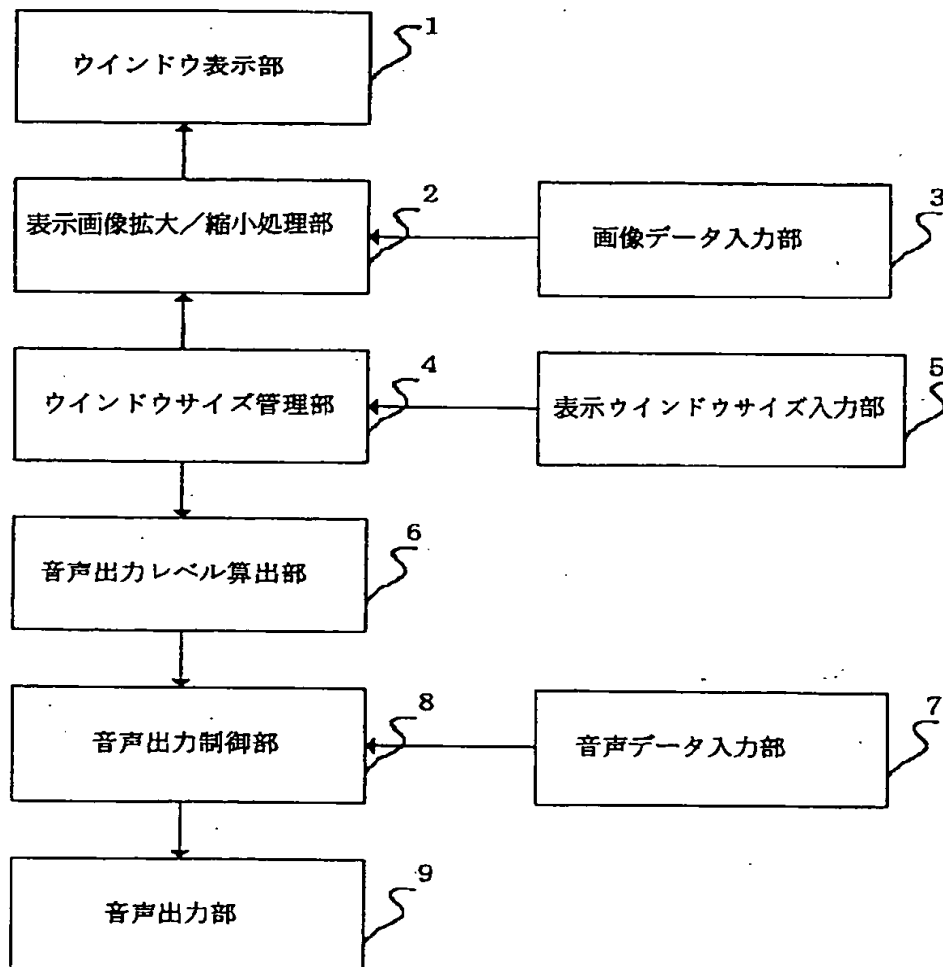 1
ウインドウ表示部
2
表示画像拡大／縮小処理部
3
画像データ入力部
4
ウインドウサイズ管理部
5
表示ウインドウサイズ入力部
6
音声出力レベル算出部
8
音声出力制御部
7
音声データ入力部
9
音声出力部